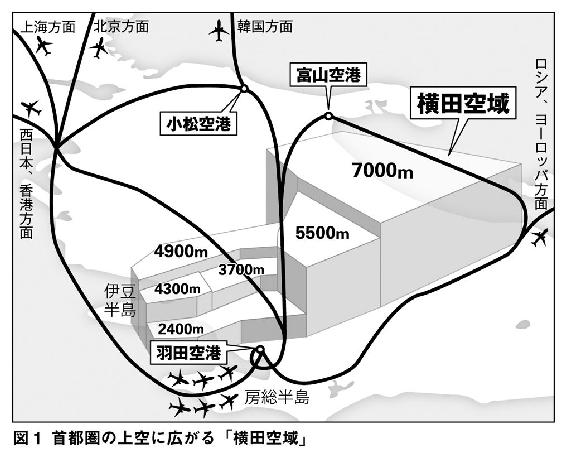 上海方面
北京方面
韓国方面
富山空港
横田空域
小松空港
ロシア、ヨーロッパ方面
西日本、香港方面
7000m
5500m
4900m
3700m
4300m
伊豆
半島
2400m
羽田空港
房総半島
図1 首都圏の上空に広がる「横田空域」